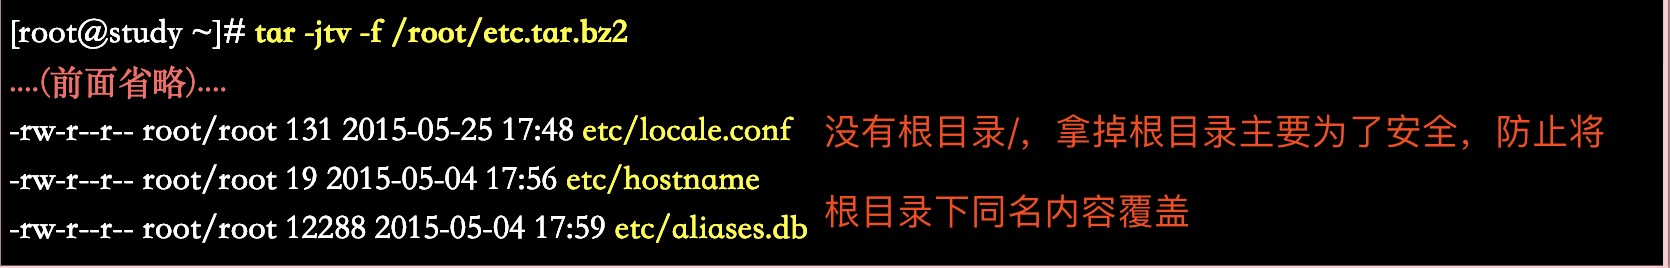 [root@study ~]# tar -jtv -f /root/etc.tar.bz2
....(前面省略)....
-rw-r--r-- root/root 131 2015-05-25 17:48 etc/locale.conf
没有根目录/，拿掉根目录主要为了安全，防止将
-rw-r--r-- root/root 19 2015-05-04 17:56 etc/hostname
根目录下同名内容覆盖
-rw-r--r-- root/root 12288 2015-05-04 17:59 etc/aliases.db